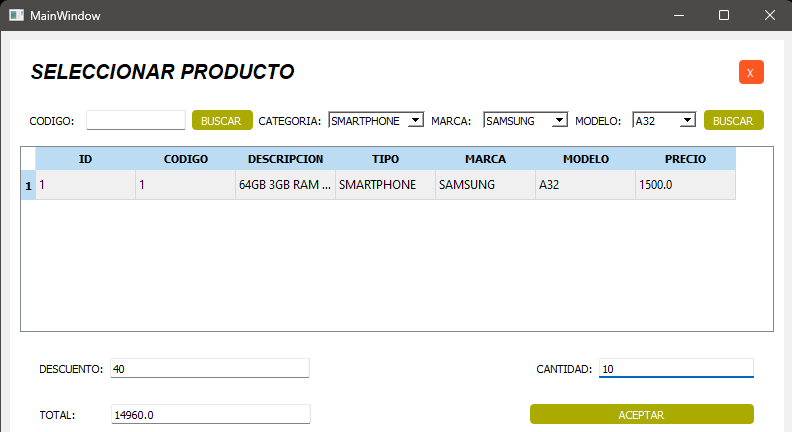 MainWindow
SELECCIONAR PRODUCTO
X
CODIGO: BUSCAR CATEGORIA: SMARTPHONE MARCA: SAMSUNG MODELO: A32 BUSCAR
ID CODIGO DESCRIPCION TIPO MARCA MODELO PRECIO
1 1 1 64GB 3GB RAM ... SMARTPHONE SAMSUNG A32 1500.0
DESCUENTO: 40 CANTIDAD: 10
TOTAL: 14960.0 ACEPTAR